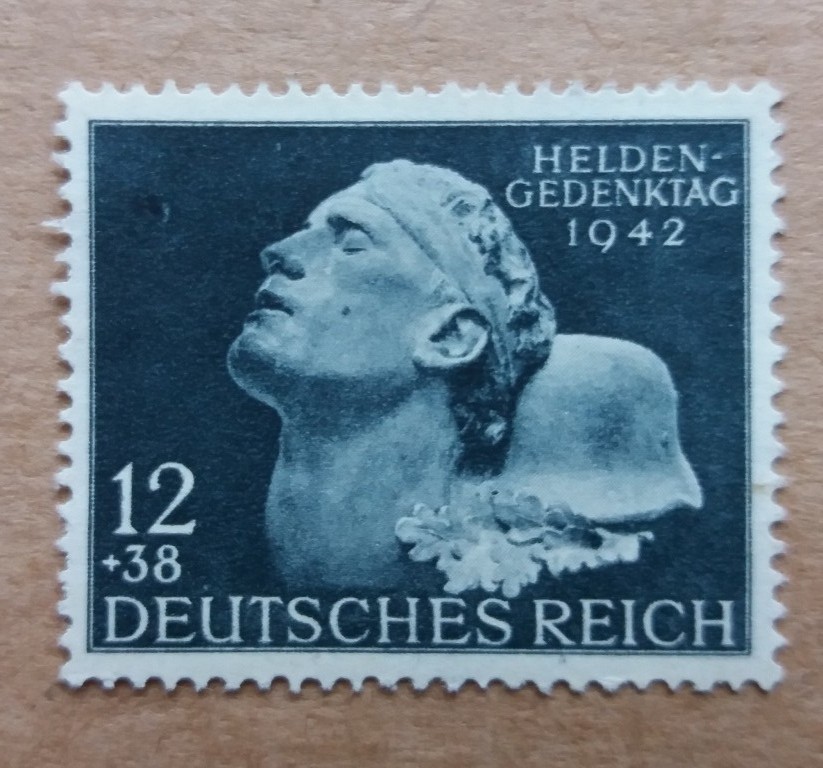 HELDEN-
GEDENKTAG
1942
12
+38
DEUTSCHES REICH